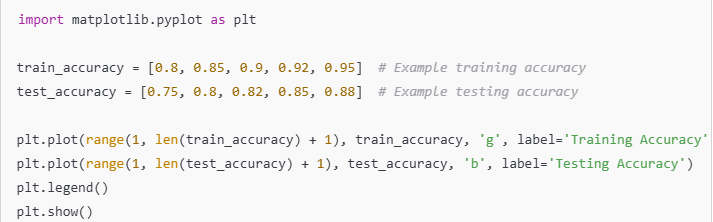 import matplotlib.pyplot as plt
train_accuracy = [0.8, 0.85, 0.9, 0.92, 0.95]  # Example training accuracy
test_accuracy = [0.75, 0.8, 0.82, 0.85, 0.88]  # Example testing accuracy
plt.plot(range(1, len(train_accuracy) + 1), train_accuracy, 'g', label='Training Accuracy'
plt.plot(range(1, len(test_accuracy) + 1), test_accuracy, 'b', label='Testing Accuracy')
plt.legend()
plt.show()